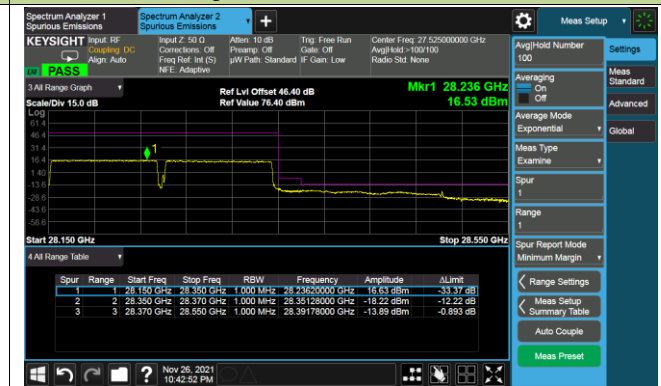 Spectrum Analyzer 1
Spurious Emissions
Spectrum Analyzer 2
Spurious Emissions
Meas Setup
KEYSIGHT Input: RF
Coupling: DC
Align: Auto
Input Z: 50 Ω
Corrections: Off
Freq Ref: Int (S)
NFE: Adaptive
Atten: 10 dB
Preamp: Off
µW Path: Standard
Trig: Free Run
Gate: Off
IF Gain: Low
Center Freq: 27.525000000 GHz
Avg|Hold >100/100
Radio Std: None
PASS
3 All Range Graph
Scale/Div 15.0 dB
Ref Lvl Offset 46.40 dB
Ref Value 76.40 dBm
Mkr1 28.236 GHz
16.53 dBm
Log
61.4
46.4
31.4
16.4
1.40
-13.6
-28.6
-43.6
-58.6
1
Start 28.150 GHz
Stop 28.550 GHz
4 All Range Table
Spur Range Start Freq Stop Freq RBW Frequency Amplitude ΔLimit
1 1 28.150 GHz 28.350 GHz 1.000 MHz 28.23620000 GHz 16.63 dBm -33.37 dB
2 2 28.350 GHz 28.370 GHz 1.000 MHz 28.35128000 GHz -18.22 dBm -12.22 dB
3 3 28.370 GHz 28.550 GHz 1.000 MHz 28.39178000 GHz -13.89 dBm -0.893 dB
Nov 26, 2021
10:42:52 PM
Avg|Hold Number
100
Averaging
On
Off
Average Mode
Exponential
Meas Type
Examine
Spur
1
Range
1
Spur Report Mode
Minimum Margin
Range Settings
Meas Setup
Summary Table
Auto Couple
Meas Preset
Settings
Meas
Standard
Advanced
Global